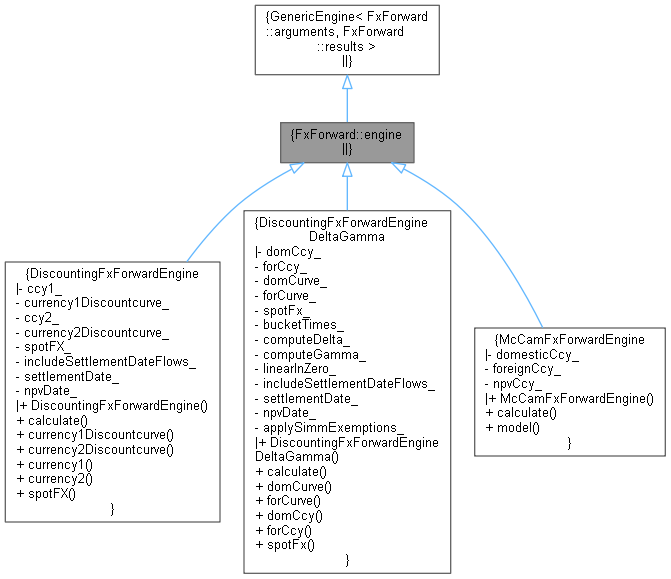 {GenericEngine< FxForward
::arguments, FxForward
::results >
||}
{FxForward::engine
||}
{DiscountingFxForwardEngine
|- ccy1_
- currency1Discountcurve_
- ccy2_
- currency2Discountcurve_
- spotFX_
- includeSettlementDateFlows_
- settlementDate_
- npvDate_
|+ DiscountingFxForwardEngine()
+ calculate()
+ currency1Discountcurve()
+ currency2Discountcurve()
+ currency1()
+ currency2()
+ spotFX()
}
{DiscountingFxForwardEngine
DeltaGamma
|- domCcy_
- forCcy_
- domCurve_
- forCurve_
- spotFx_
- bucketTimes_
- computeDelta_
- computeGamma_
- linearInZero_
- includeSettlementDateFlows_
- settlementDate_
- npvDate_
- applySimmExemptions_
|+ DiscountingFxForwardEngine
DeltaGamma()
+ calculate()
+ domCurve()
+ forCurve()
+ domCcy()
+ forCcy()
+ spotFx()
}
{McCamFxForwardEngine
|- domesticCcy_
- foreignCcy_
- npvCcy_
|+ McCamFxForwardEngine()
+ calculate()
+ model()
}